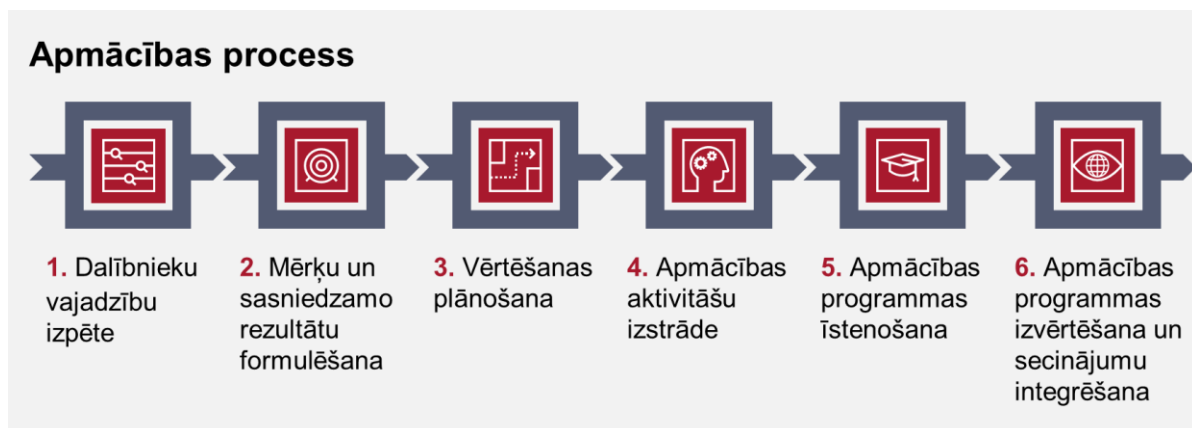 Apmācības process
1. Dalībnieku
vajadzību
izpēte
2. Mērķu un
sasniedzamo
rezultātu
formulēšana
3. Vērtēšanas
plānošana
4. Apmācības
aktivitāšu
izstrāde
5. Apmācības
programmas
īstenošana
6. Apmācības
programmas
izvērtēšana un
secinājumu
integrēšana